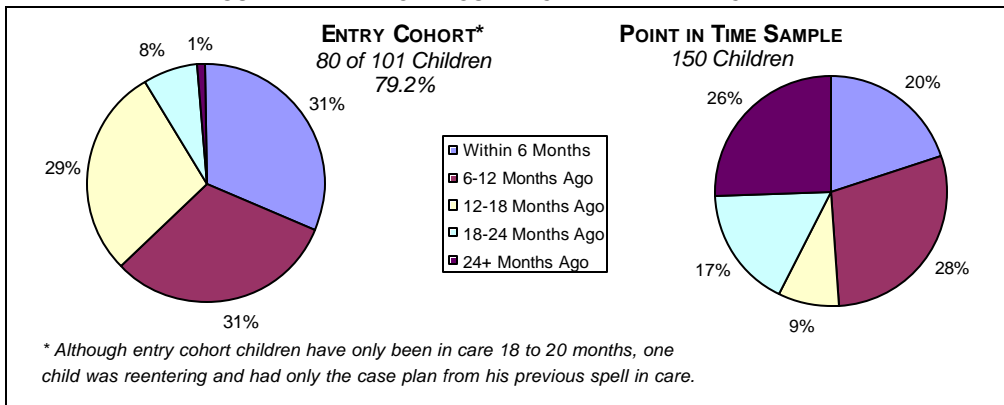 ENTRY COHORT*
80 of 101 Children
79.2%
8%
1%
31%
29%
31%
POINT IN TIME SAMPLE
150 Children
26%
20%
17%
28%
9%
Within 6 Months
6-12 Months Ago
12-18 Months Ago
18-24 Months Ago
24+ Months Ago
* Although entry cohort children have only been in care 18 to 20 months, one
child was reentering and had only the case plan from his previous spell in care.